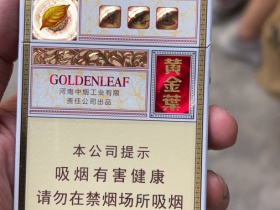 GOLDENLEAF
河南中烟工业有限
责任公司出品
黄金葉
本公司提示
吸烟有害健康
请勿在禁烟场所吸烟